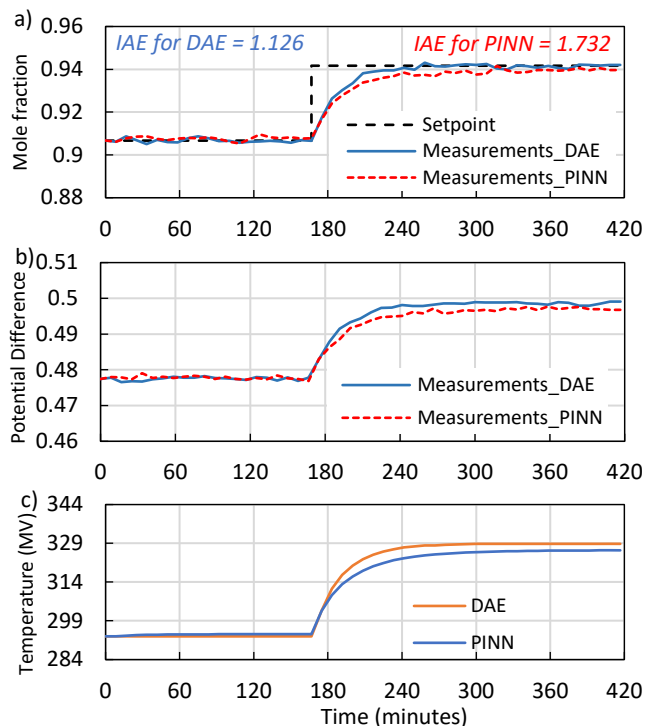 a)
IAE for DAE = 1.126
IAE for PINN = 1.732
Mole fraction
0.96
0.94
0.92
0.9
0.88
Setpoint
Measurements_DAE
Measurements_PINN
0 60 120 180 240 300 360 420
b)
Potential Difference
0.51
0.5
0.49
0.48
0.47
0.46
Measurements_DAE
Measurements_PINN
0 60 120 180 240 300 360 420
c)
Temperature (MV)
344
329
314
299
284
DAE
PINN
0 60 120 180 240 300 360 420
Time (minutes)